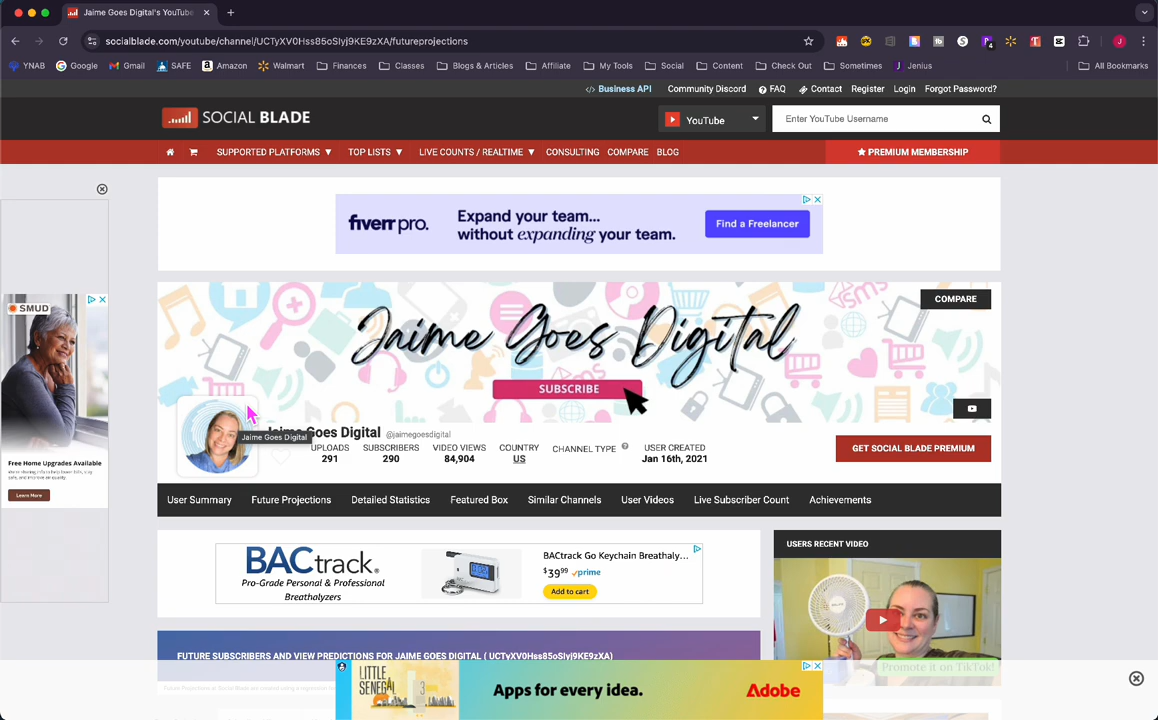 Jaime Goes Digital's YouTube
socialblade.com/youtube/channel/UCTyXV0Hss85oSIyj9KE9zXA/futureprojections
YNAB Google Gmail SAFE Amazon Walmart Finances Classes Blogs & Articles Affiliate My Tools Social Content Check Out Sometimes Jenius All Bookmarks
</> Business API Community Discord FAQ Contact Register Login Forgot Password?
SOCIAL BLADE YouTube Enter YouTube Username
SUPPORTED PLATFORMS TOP LISTS LIVE COUNTS / REALTIME CONSULTING COMPARE BLOG PREMIUM MEMBERSHIP
fiverr pro. Expand your team... Find a Freelancer
without expanding your team.
SMUD
Free Home Upgrades Available
Learn More
COMPARE
sms
Jaime Goes Digital
SUBSCRIBE
Jaime Goes Digital @jaimegoesdigital
Jaime Goes Digital
UPLOADS SUBSCRIBERS VIDEO VIEWS COUNTRY CHANNEL TYPE USER CREATED
291 290 84,904 US Jan 16th, 2021
GET SOCIAL BLADE PREMIUM
User Summary Future Projections Detailed Statistics Featured Box Similar Channels User Videos Live Subscriber Count Achievements
BACtrack.
Pro-Grade Personal & Professional
Breathalyzers
BACtrack Go Keychain Breathaly...
$39⁹⁹ prime
Add to cart
USERS RECENT VIDEO
Promote it on TikTok!
FUTURE SUBSCRIBERS AND VIEW PREDICTIONS FOR JAIME GOES DIGITAL ( UCTyXV0Hss85oSIyj9KE9zXA)
LITTLE
SENEGAL
Apps for every idea.
Adobe